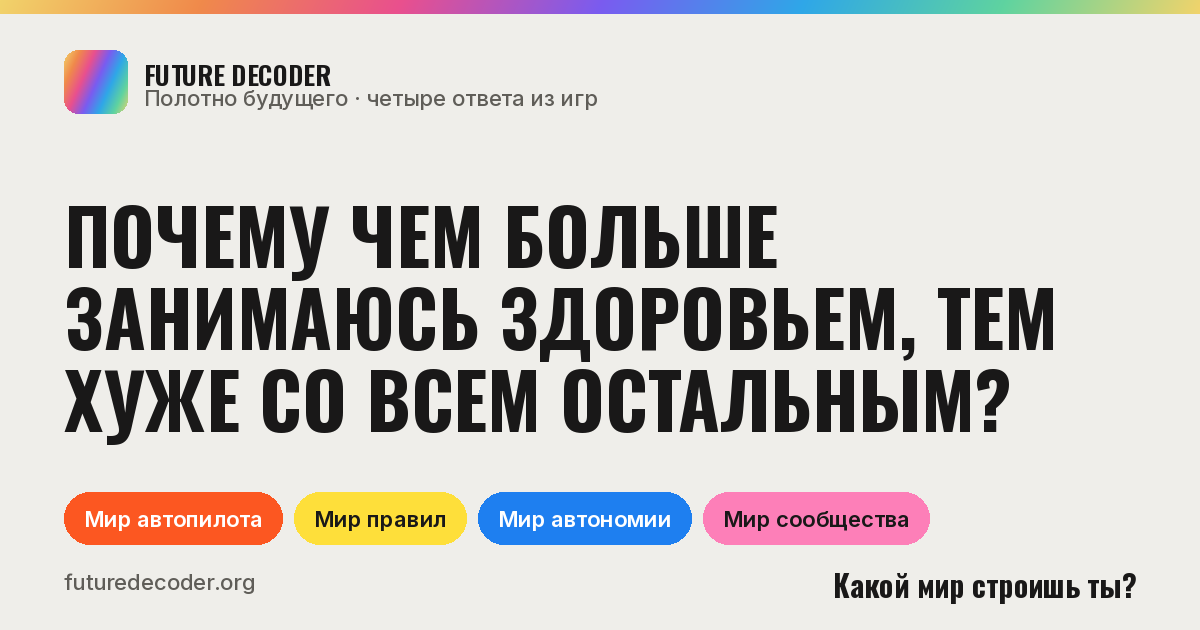 FUTURE DECODER
Полотно будущего · четыре ответа из игр
ПОЧЕМУ ЧЕМ БОЛЬШЕ
ЗАНИМАЮСЬ ЗДОРОВЬЕМ, ТЕМ
ХУЖЕ СО ВСЕМ ОСТАЛЬНЫМ?
Мир автопилота Мир правил Мир автономии Мир сообщества
futuredecoder.org Какой мир строишь ты?